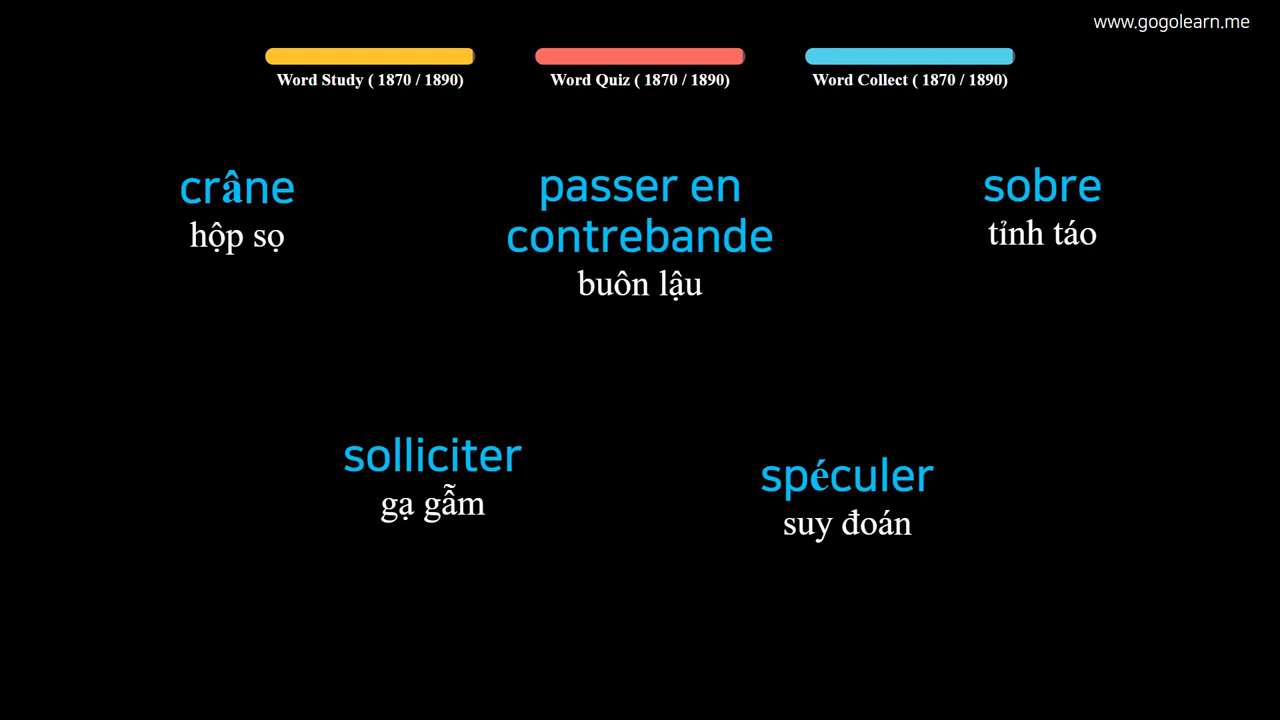 www.gogolearn.me
Word Study ( 1870 / 1890)
Word Quiz ( 1870 / 1890)
Word Collect ( 1870 / 1890)
crâne
hộp sọ
passer en
contrebande
buôn lậu
sobre
tỉnh táo
solliciter
gạ gẫm
spéculer
suy đoán